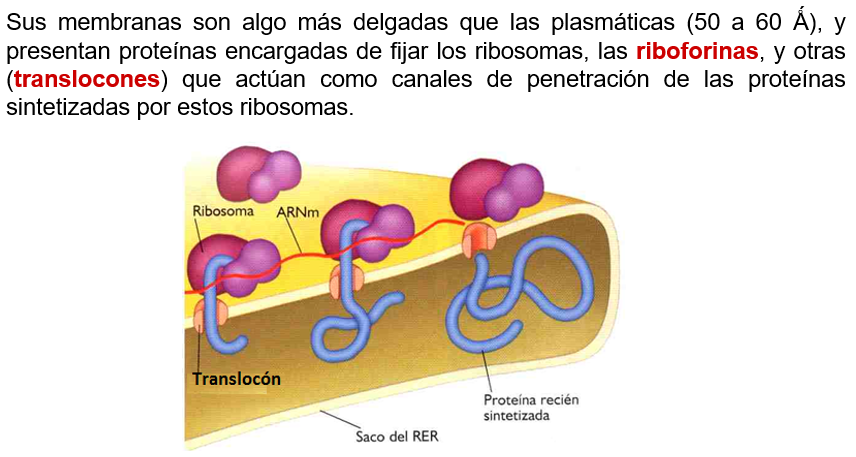 Sus membranas son algo más delgadas que las plasmáticas (50 a 60 Ǻ), y
presentan proteínas encargadas de fijar los ribosomas, las riboforinas, y otras
(translocones) que actúan como canales de penetración de las proteínas
sintetizadas por estos ribosomas.
Ribosoma
ARNm
Translocón
Proteína recién
sintetizada
Saco del RER